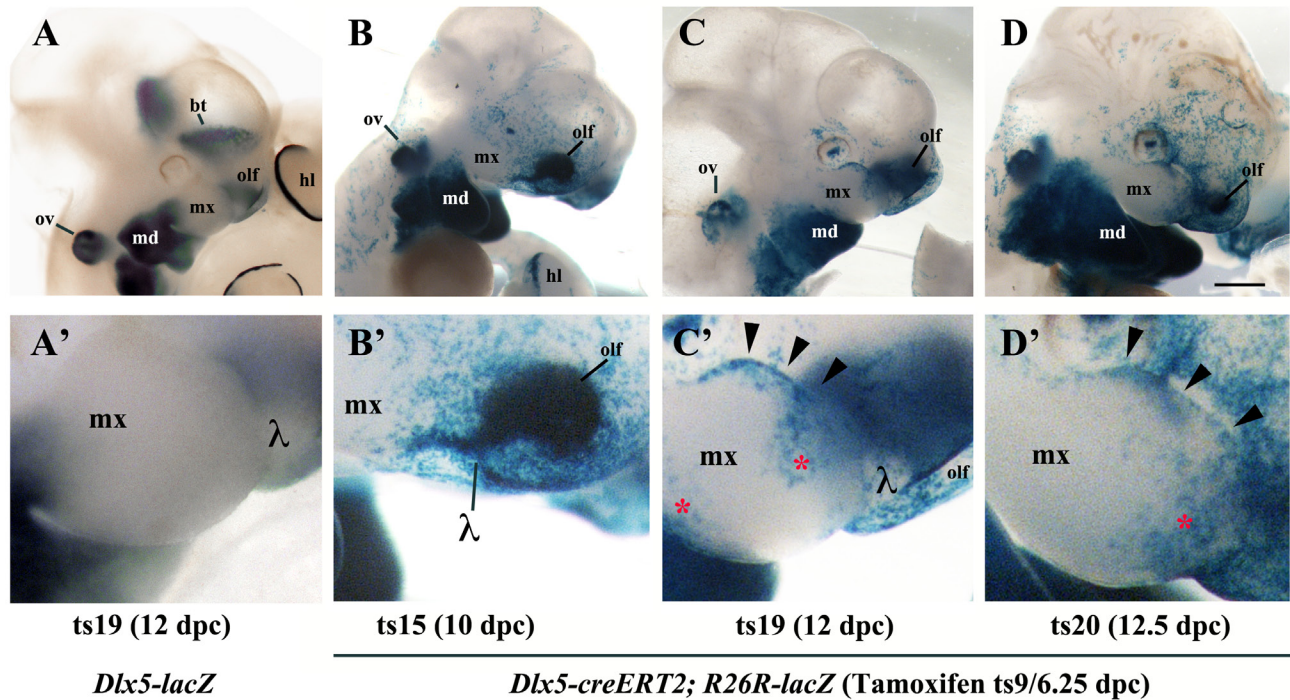 A
bt
olf
hl
mx
ov
md
B
ov
mx
olf
md
hl
C
olf
ov
mx
md
D
mx
olf
md
A'
mx
λ
B'
olf
mx
λ
C'
mx
*
*
λ
olf
D'
mx
*
ts19 (12 dpc)
ts15 (10 dpc)
ts19 (12 dpc)
ts20 (12.5 dpc)
Dlx5-lacZ
Dlx5-creERT2; R26R-lacZ (Tamoxifen ts9/6.25 dpc)